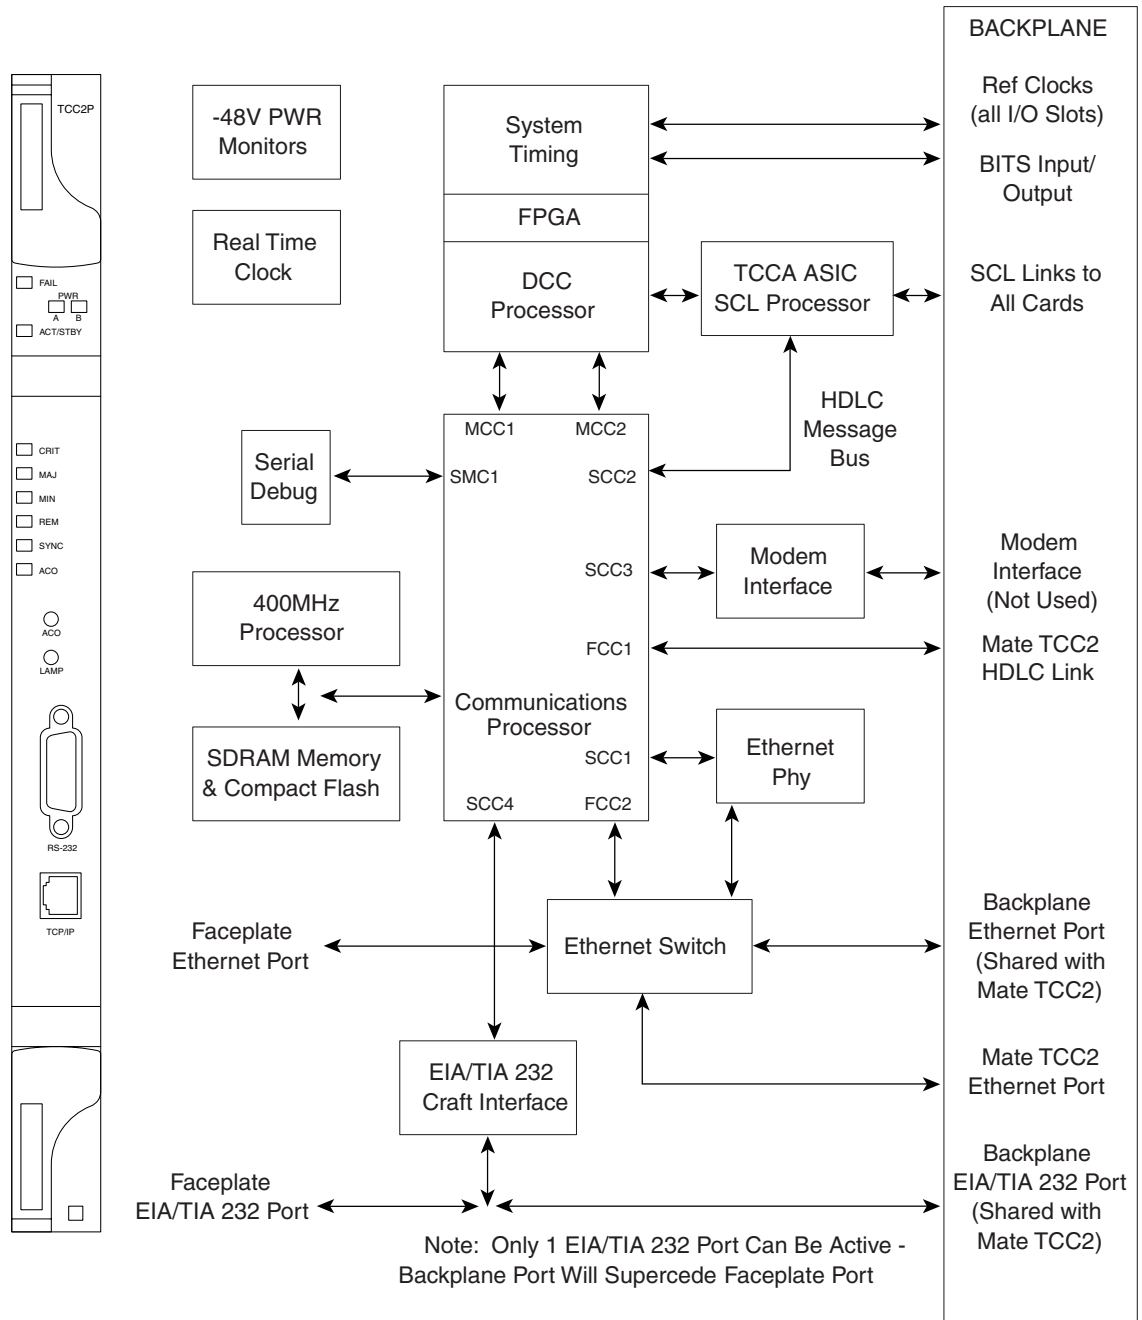 BACKPLANE
TCC2P
FAIL
PWR
A B
ACT/STBY
CRIT
MAJ
MIN
REM
SYNC
ACO
ACO
LAMP
RS-232
TCP/IP
-48V PWR
Monitors
Real Time
Clock
System
Timing
FPGA
DCC
Processor
TCCA ASIC
SCL Processor
Ref Clocks
(all I/O Slots)
BITS Input/
Output
SCL Links to
All Cards
HDLC
Message
Bus
MCC1 MCC2
Serial
Debug
SMC1
SCC2
SCC3
Modem
Interface
Modem
Interface
(Not Used)
400MHz
Processor
FCC1
Mate TCC2
HDLC Link
Communications
Processor
SDRAM Memory
& Compact Flash
SCC1
Ethernet
Phy
SCC4
FCC2
Faceplate
Ethernet Port
Ethernet Switch
Backplane
Ethernet Port
(Shared with
Mate TCC2)
EIA/TIA 232
Craft Interface
Mate TCC2
Ethernet Port
Faceplate
EIA/TIA 232 Port
Backplane
EIA/TIA 232 Port
(Shared with
Mate TCC2)
Note: Only 1 EIA/TIA 232 Port Can Be Active -
Backplane Port Will Supercede Faceplate Port